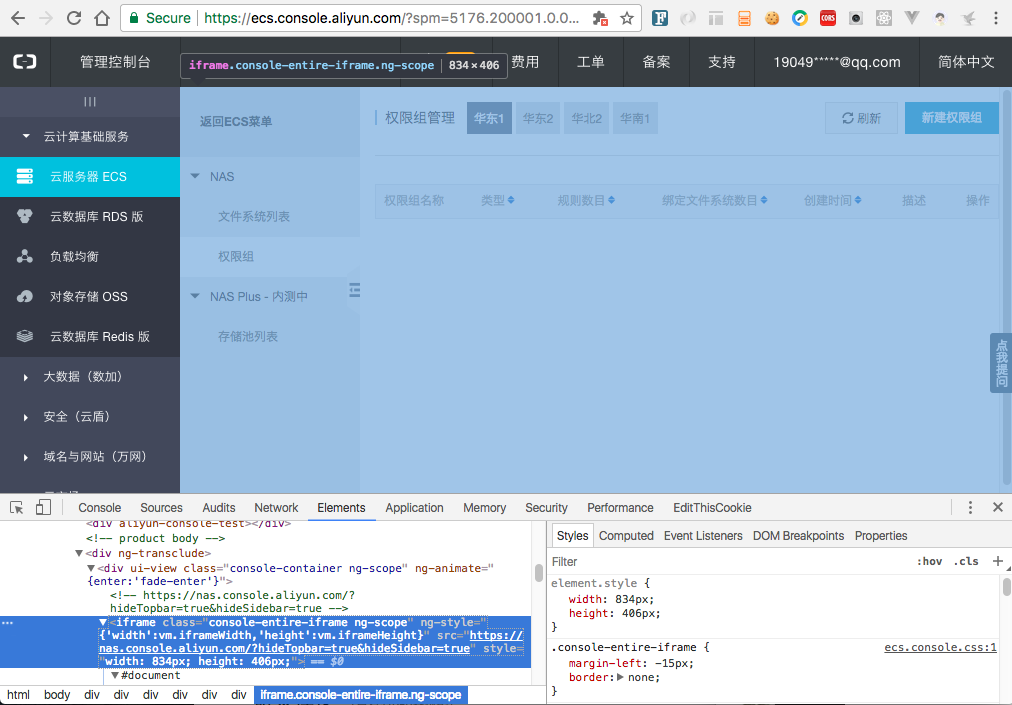 Secure https://ecs.console.aliyun.com/?spm=5176.200001.0.0...
管理控制台 费用 工单 备案 支持 19049*****@qq.com 简体中文
iframe.console-entire-iframe.ng-scope 834×406
云计算基础服务
云服务器 ECS
云数据库 RDS 版
负载均衡
对象存储 OSS
云数据库 Redis 版
大数据（数加）
安全（云盾）
域名与网站（万网）
返回ECS菜单
NAS
文件系统列表
权限组
NAS Plus - 内测中
存储池列表
权限组管理 华东1 华东2 华北2 华南1 刷新 新建权限组
权限组名称 类型 规则数目 绑定文件系统数目 创建时间 描述 操作
点我提问
Console Sources Audits Network Elements Application Memory Security Performance EditThisCookie
<div aliyun-console-test></div>
<!-- product body -->
<div ng-transclude>
<div ui-view class="console-container ng-scope" ng-animate="
{enter:'fade-enter'}">
<!-- https://nas.console.aliyun.com/?
hideTopbar=true&hideSidebar=true -->
<iframe class="console-entire-iframe ng-scope" ng-style="
{'width':vm.iframeWidth,'height':vm.iframeHeight}" src="https://
nas.console.aliyun.com/?hideTopbar=true&hideSidebar=true" style=
"width: 834px; height: 406px;"> == $0
#document
html body div div div div div div iframe.console-entire-iframe.ng-scope
Styles Computed Event Listeners DOM Breakpoints Properties
Filter :hov .cls +
element.style {
width: 834px;
height: 406px;
}
.console-entire-iframe { ecs.console.css:1
margin-left: -15px;
border: none;
}